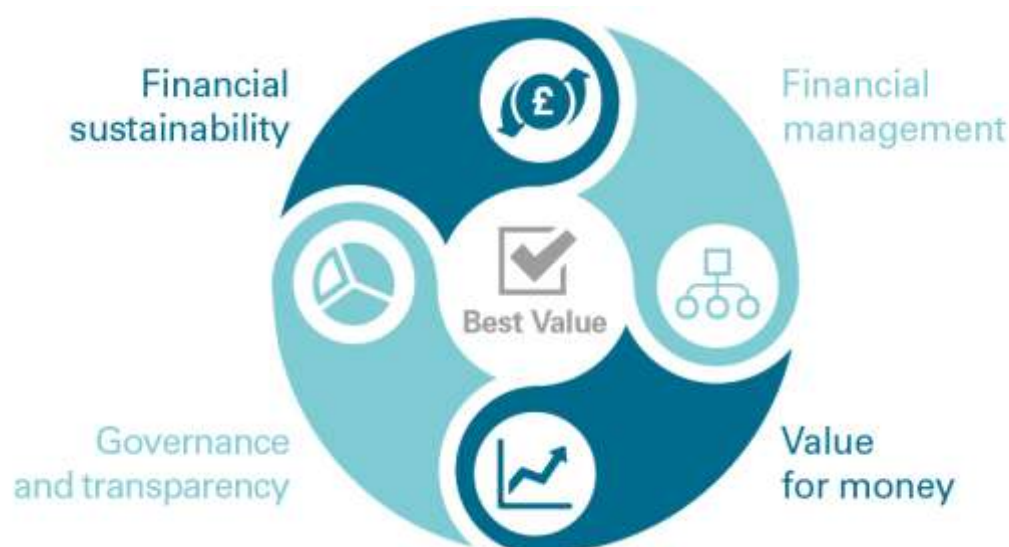 Financial
sustainability
£
Financial
management
Best Value
Governance
and transparency
Value
for money